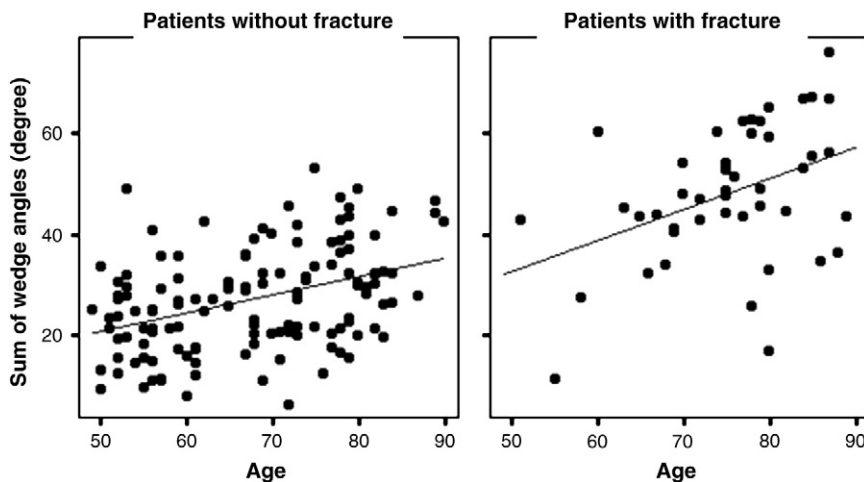 Patients without fracture
Patients with fracture
Sum of wedge angles (degree)
60
40
20
50
60
70
80
90
50
60
70
80
90
Age
Age